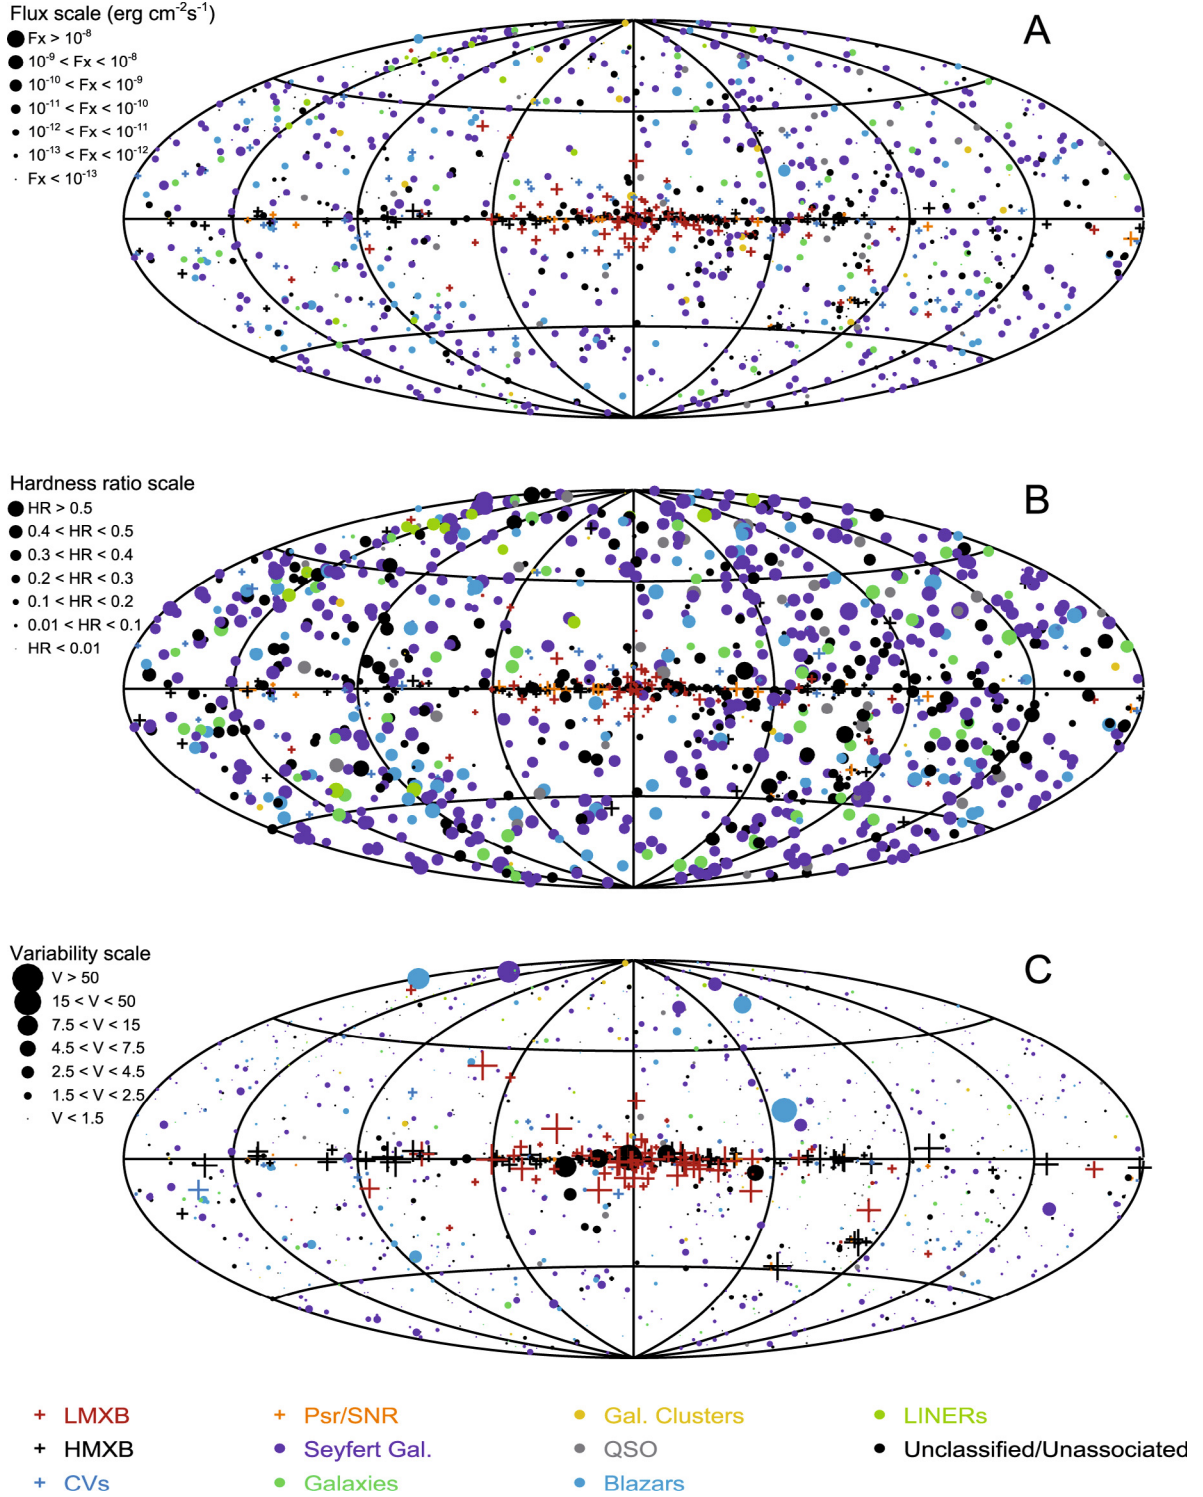 Flux scale (erg cm⁻²s⁻¹)
A
Fx > 10⁻⁸
10⁻⁹ < Fx < 10⁻⁸
10⁻¹⁰ < Fx < 10⁻⁹
10⁻¹¹ < Fx < 10⁻¹⁰
10⁻¹² < Fx < 10⁻¹¹
10⁻¹³ < Fx < 10⁻¹²
Fx < 10⁻¹³
Hardness ratio scale
B
HR > 0.5
0.4 < HR < 0.5
0.3 < HR < 0.4
0.2 < HR < 0.3
0.1 < HR < 0.2
0.01 < HR < 0.1
HR < 0.01
Variability scale
C
V > 50
15 < V < 50
7.5 < V < 15
4.5 < V < 7.5
2.5 < V < 4.5
1.5 < V < 2.5
V < 1.5
LMXB Psr/SNR Gal. Clusters LINERs
HMXB Seyfert Gal. QSO Unclassified/Unassociated
CVs Galaxies Blazars